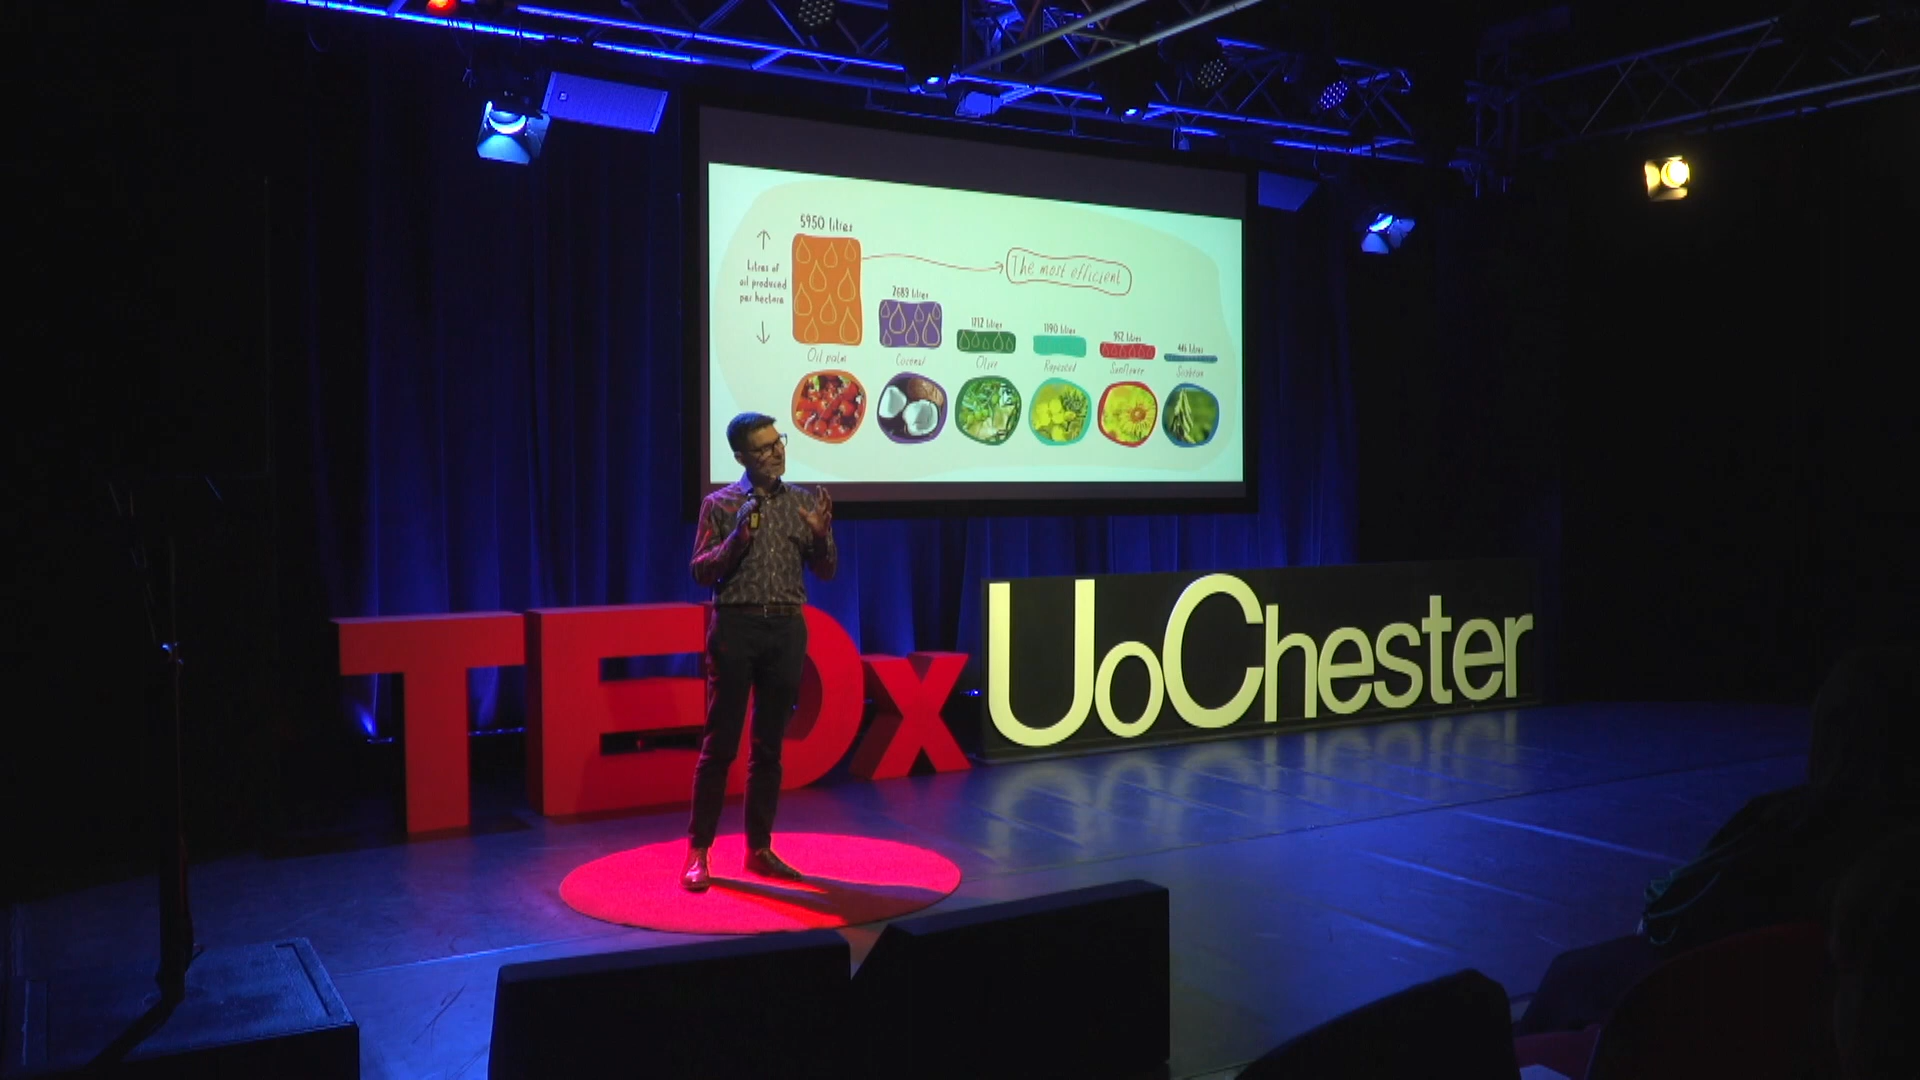 5950 litres
Litres of
oil produced
per hectare
The most efficient
2689 litres
1212 litres
1190 litres
952 litres
446 litres
Oil palm
Coconut
Olive
Rapeseed
Sunflower
Soybean
TEDx
UoChester